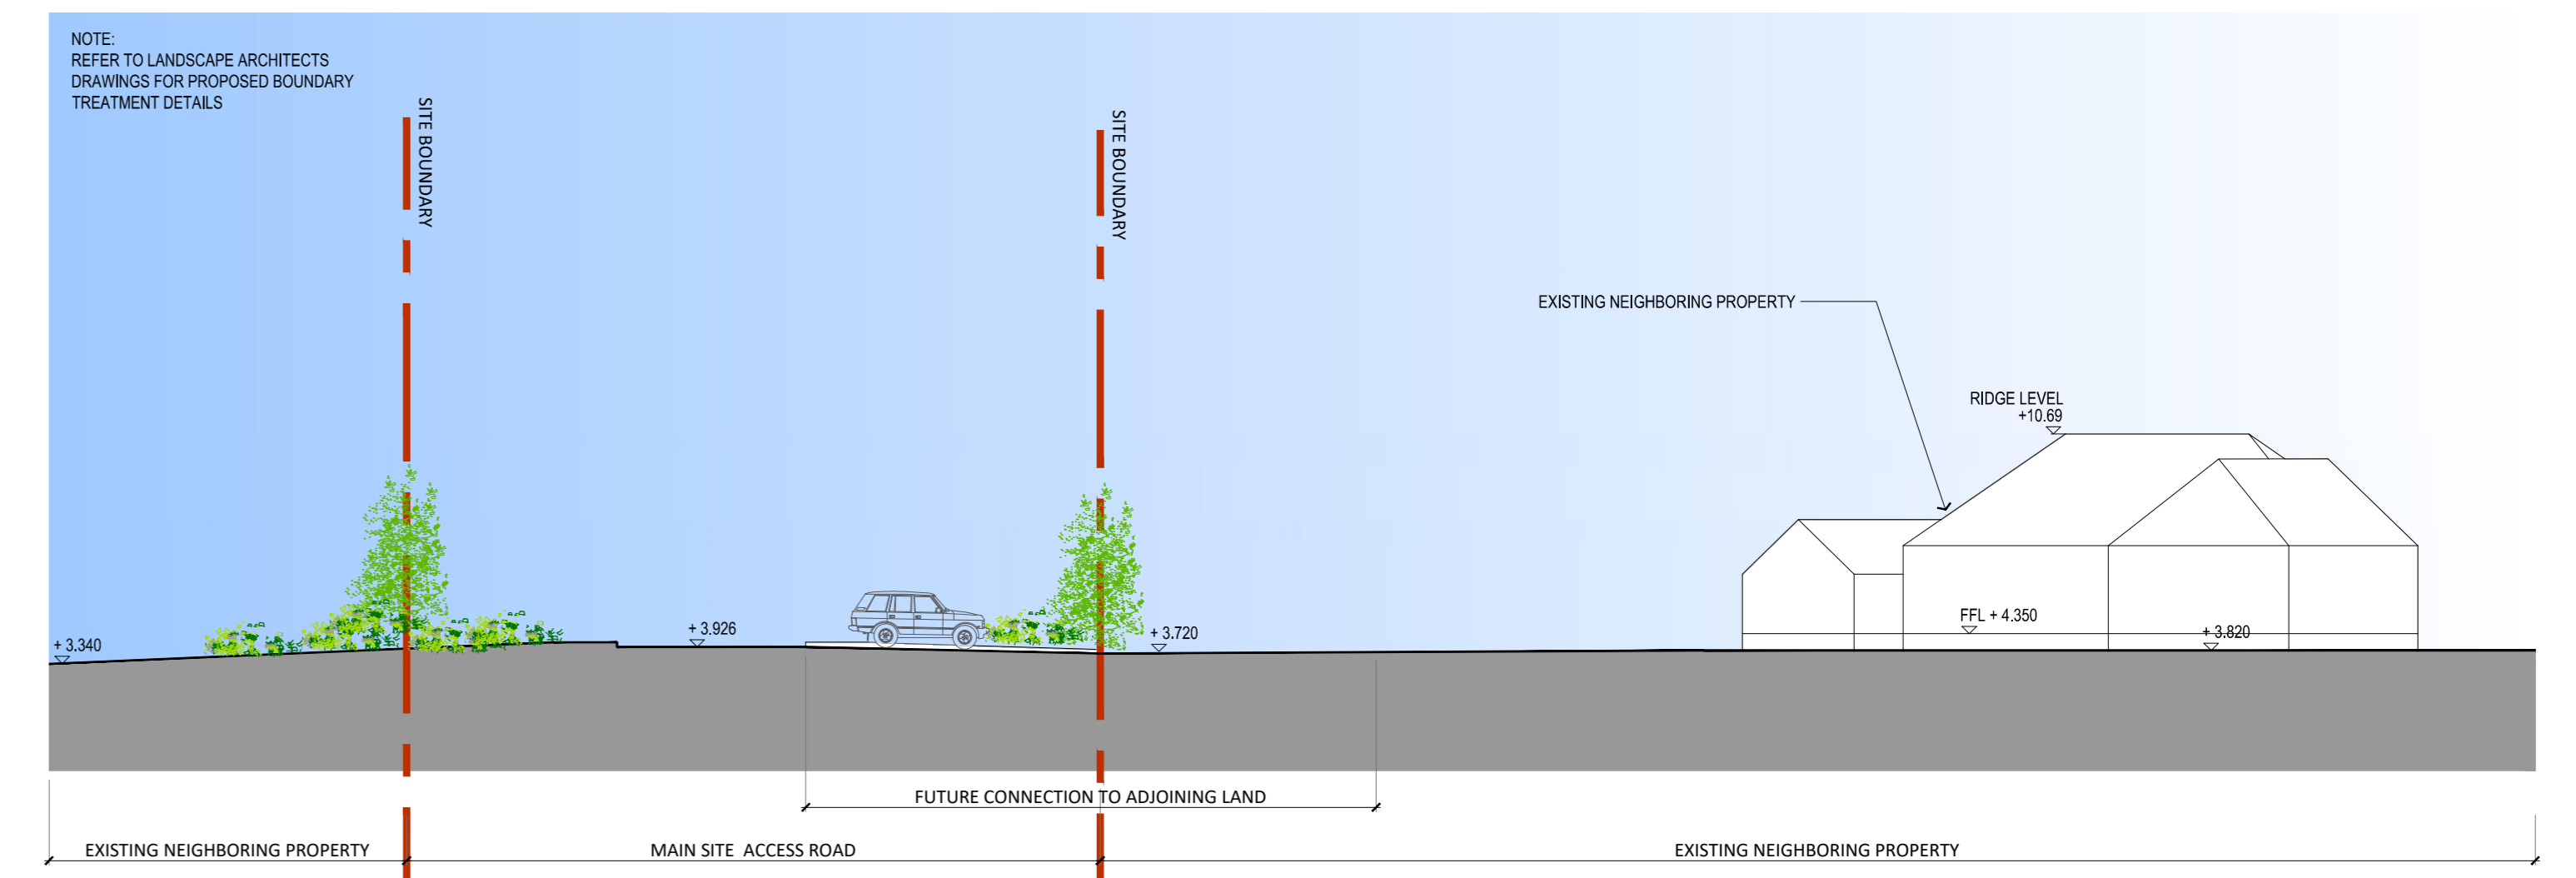 NOTE:
REFER TO LANDSCAPE ARCHITECTS
DRAWINGS FOR PROPOSED BOUNDARY
TREATMENT DETAILS
SITE BOUNDARY
SITE BOUNDARY
EXISTING NEIGHBORING PROPERTY
RIDGE LEVEL
+10.69
+ 3.340
+ 3.926
+ 3.720
FFL + 4.350
+ 3.820
FUTURE CONNECTION TO ADJOINING LAND
EXISTING NEIGHBORING PROPERTY
MAIN SITE ACCESS ROAD
EXISTING NEIGHBORING PROPERTY